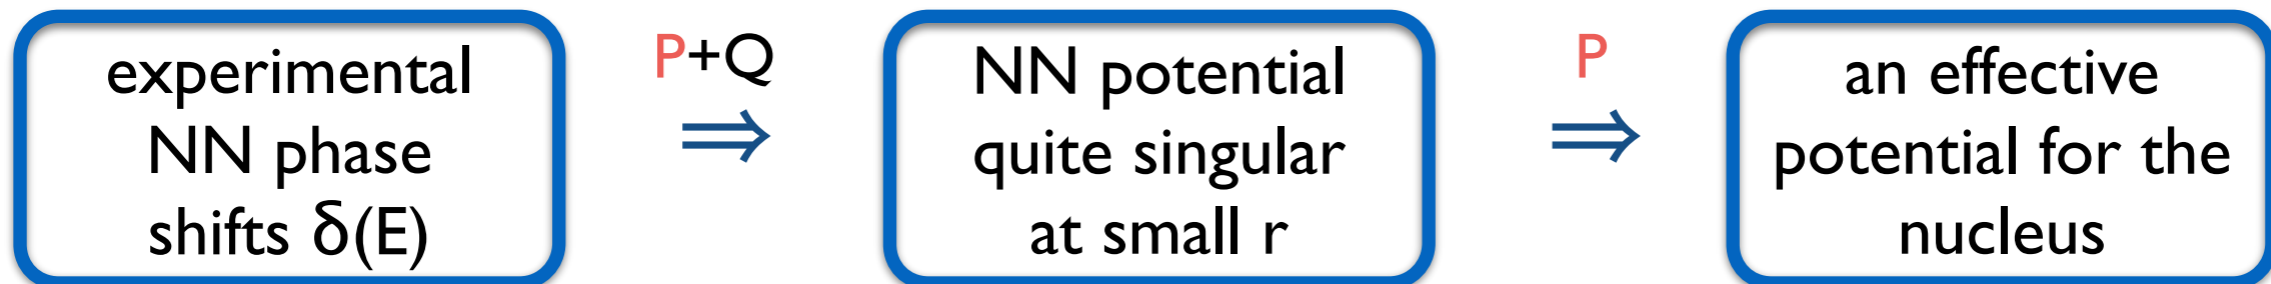 experimental
NN phase
shifts δ(E)
P+Q
⇒
NN potential
quite singular
at small r
P
⇒
an effective
potential for the
nucleus